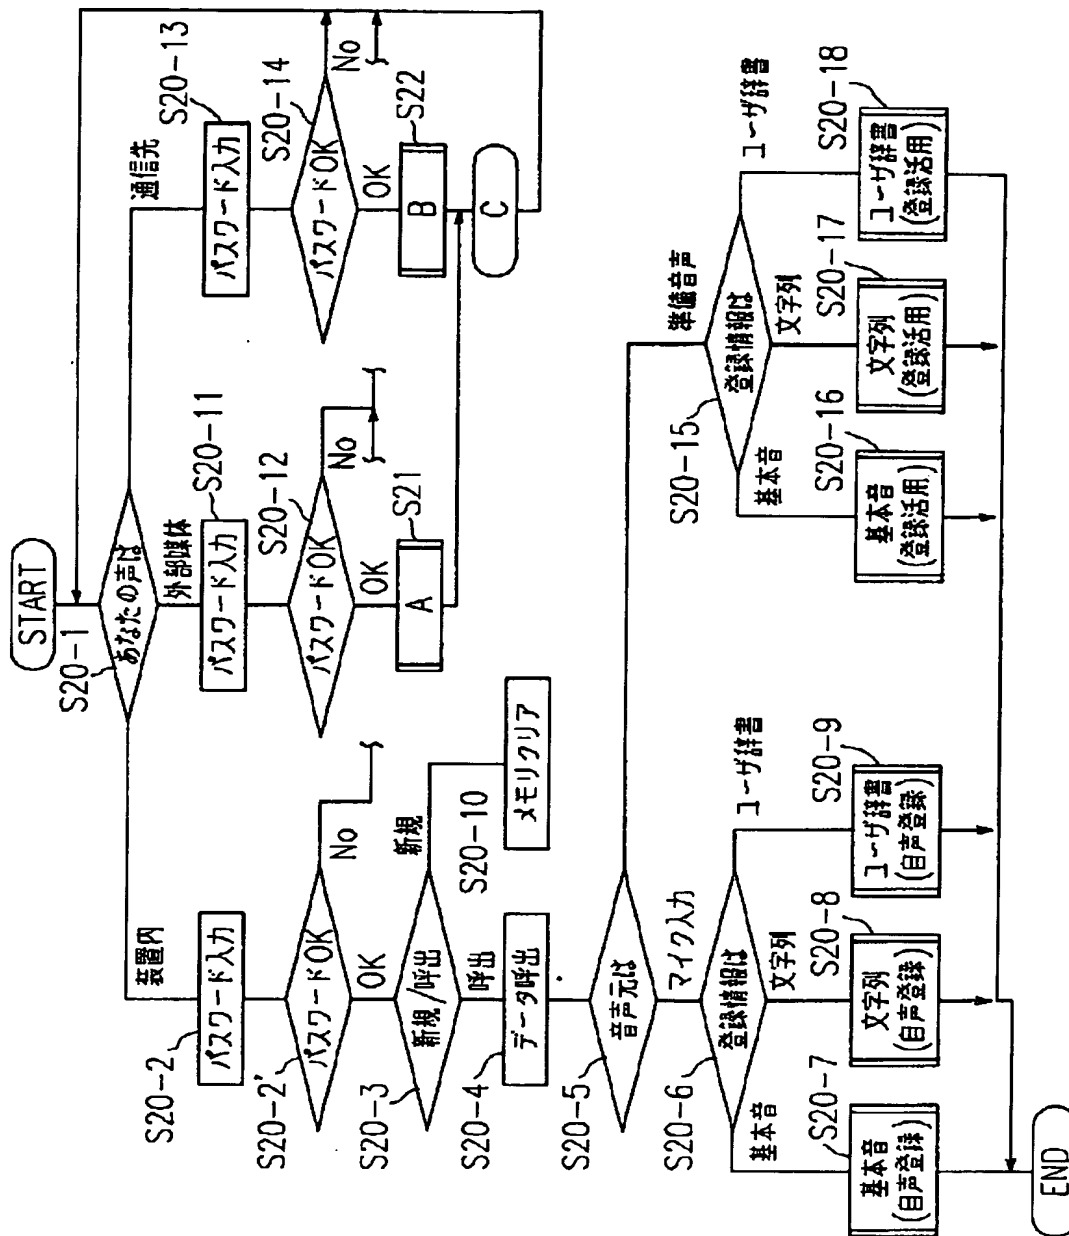 START
S20-1
あなたの声は
装置内
外部媒体
通信先
S20-2
パスワード入力
S20-11
パスワード入力
S20-13
パスワード入力
S20-2'
パスワードOK
No
OK
S20-12
パスワードOK
No
OK
S20-14
パスワードOK
No
OK
S20-3
新規/呼出
新規
呼出
S21
A
S22
B
C
S20-4
データ呼出
S20-10
メモリクリア
S20-5
音声元は
マイク入力
準備音声
S20-6
登録情報は
基本音
文字列
ユーザ辞書
S20-15
登録情報は
基本音
文字列
ユーザ辞書
S20-7
基本音
(自声登録)
S20-8
文字列
(自声登録)
S20-9
ユーザ辞書
(自声登録)
S20-16
基本音
(登録活用)
S20-17
文字列
(登録活用)
S20-18
ユーザ辞書
(登録活用)
END